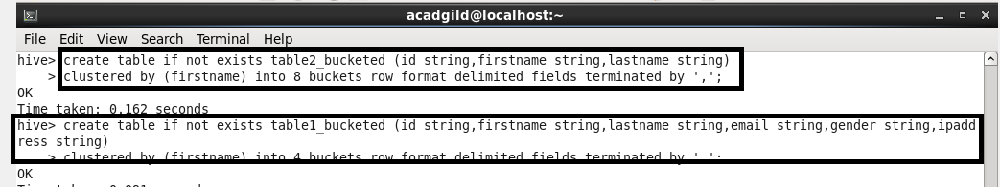 acadgild@localhost:~
File Edit View Search Terminal Help
hive> create table if not exists table2_bucketed (id string,firstname string,lastname string)
    > clustered by (firstname) into 8 buckets row format delimited fields terminated by ',';
OK
Time taken: 0.162 seconds
hive> create table if not exists table1_bucketed (id string,firstname string,lastname string,email string,gender string,ipadd
ress string)
    > clustered by (firstname) into 4 buckets row format delimited fields terminated by ',';
OK